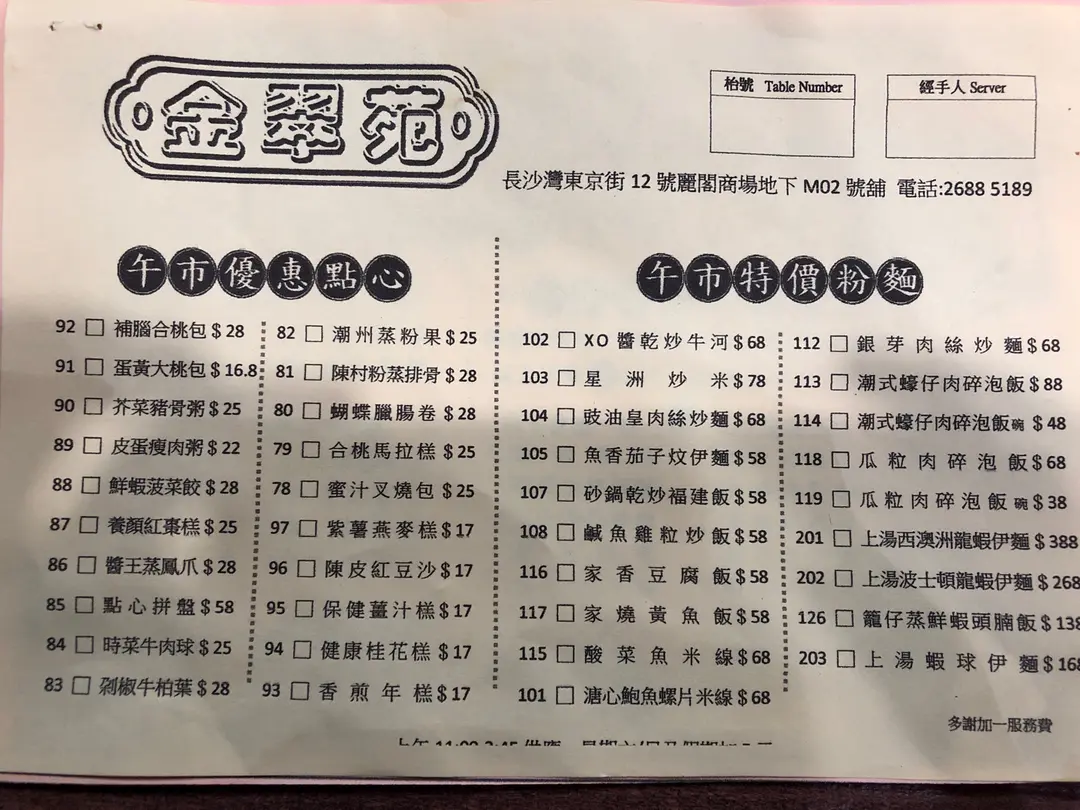 金翠苑
枱號 Table Number
經手人 Server
長沙灣東京街 12 號麗閣商場地下 M02 號舖 電話:2688 5189
午市優惠點心
92 □ 補腦合桃包 $ 28
91 □ 蛋黃大桃包 $ 16.8
90 □ 芥菜豬骨粥 $ 25
89 □ 皮蛋瘦肉粥 $ 22
88 □ 鮮蝦菠菜餃 $ 28
87 □ 養顏紅棗糕 $ 25
86 □ 醬王蒸鳳爪 $ 28
85 □ 點心拼盤 $ 58
84 □ 時菜牛肉球 $ 25
83 □ 剁椒牛柏葉 $ 28
82 □ 潮州蒸粉果 $ 25
81 □ 陳村粉蒸排骨 $ 28
80 □ 蝴蝶臘腸卷 $ 28
79 □ 合桃馬拉糕 $ 25
78 □ 蜜汁叉燒包 $ 25
97 □ 紫薯燕麥糕 $ 17
96 □ 陳皮紅豆沙 $ 17
95 □ 保健薑汁糕 $ 17
94 □ 健康桂花糕 $ 17
93 □ 香煎年糕 $ 17
午市特價粉麵
102 □ XO 醬乾炒牛河 $ 68
103 □ 星洲炒米 $ 78
104 □ 豉油皇肉絲炒麵 $ 68
105 □ 魚香茄子炆伊麵 $ 58
107 □ 砂鍋乾炒福建飯 $ 58
108 □ 鹹魚雞粒炒飯 $ 58
116 □ 家香豆腐飯 $ 58
117 □ 家燒黃魚飯 $ 58
115 □ 酸菜魚米線 $ 68
101 □ 溏心鮑魚螺片米線 $ 68
112 □ 銀芽肉絲炒麵 $ 68
113 □ 潮式蠔仔肉碎泡飯 $ 88
114 □ 潮式蠔仔肉碎泡飯碗 $ 48
118 □ 瓜粒肉碎泡飯 $ 68
119 □ 瓜粒肉碎泡飯碗 $ 38
201 □ 上湯西澳洲龍蝦伊麵 $ 388
202 □ 上湯波士頓龍蝦伊麵 $ 268
126 □ 籠仔蒸鮮蝦頭腩飯 $ 138
203 □ 上湯蝦球伊麵 $ 168
多謝加一服務費